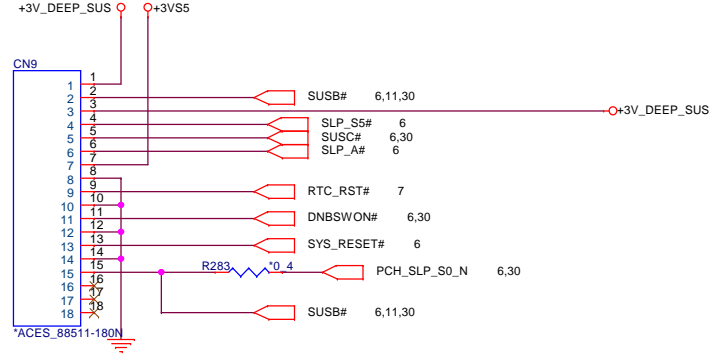 +3V_DEEP_SUS +3VS5
CN9
1 1
2 2 SUSB# 6,11,30
3 3 +3V_DEEP_SUS
4 4 SLP_S5# 6
5 5 SUSC# 6,30
6 6 SLP_A# 6
7 7
8 8
9 9 RTC_RST# 7
10 10
11 11 DNBSWON# 6,30
12 12
13 13 SYS_RESET# 6
14 14
15 15 R283 *0_4 PCH_SLP_S0_N 6,30
16 16
17 17
18 18 SUSB# 6,11,30
*ACES_88511-180N